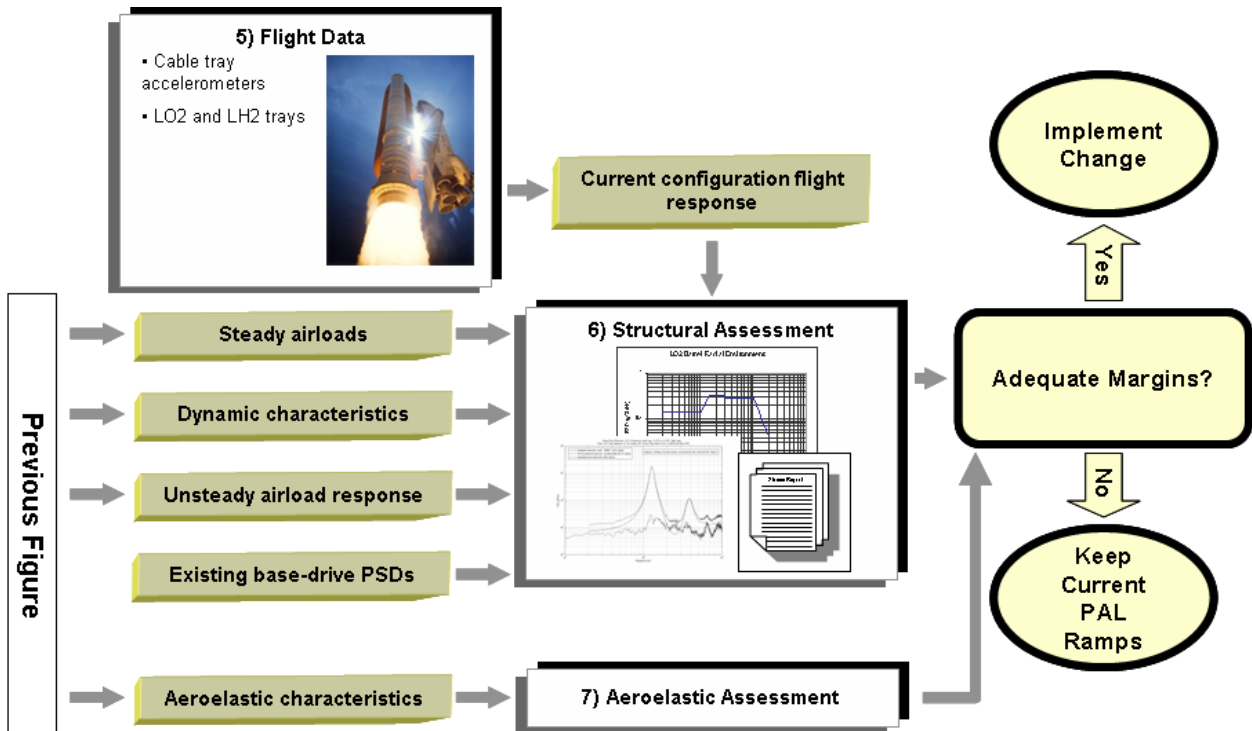 5) Flight Data
▪ Cable tray
accelerometers
▪ LO2 and LH2 trays
Current configuration flight
response
Implement
Change
Yes
Previous Figure
Steady airloads
Dynamic characteristics
Unsteady airload response
Existing base-drive PSDs
Aeroelastic characteristics
6) Structural Assessment
Stress Report
7) Aeroelastic Assessment
Adequate Margins?
No
Keep
Current
PAL
Ramps